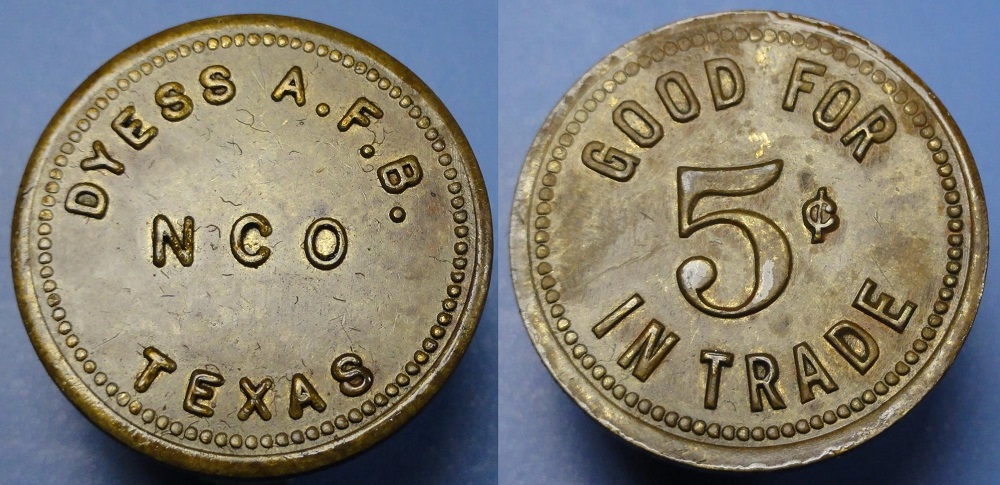 DYESS A.F.B.
NCO
TEXAS
GOOD FOR
5¢
IN TRADE